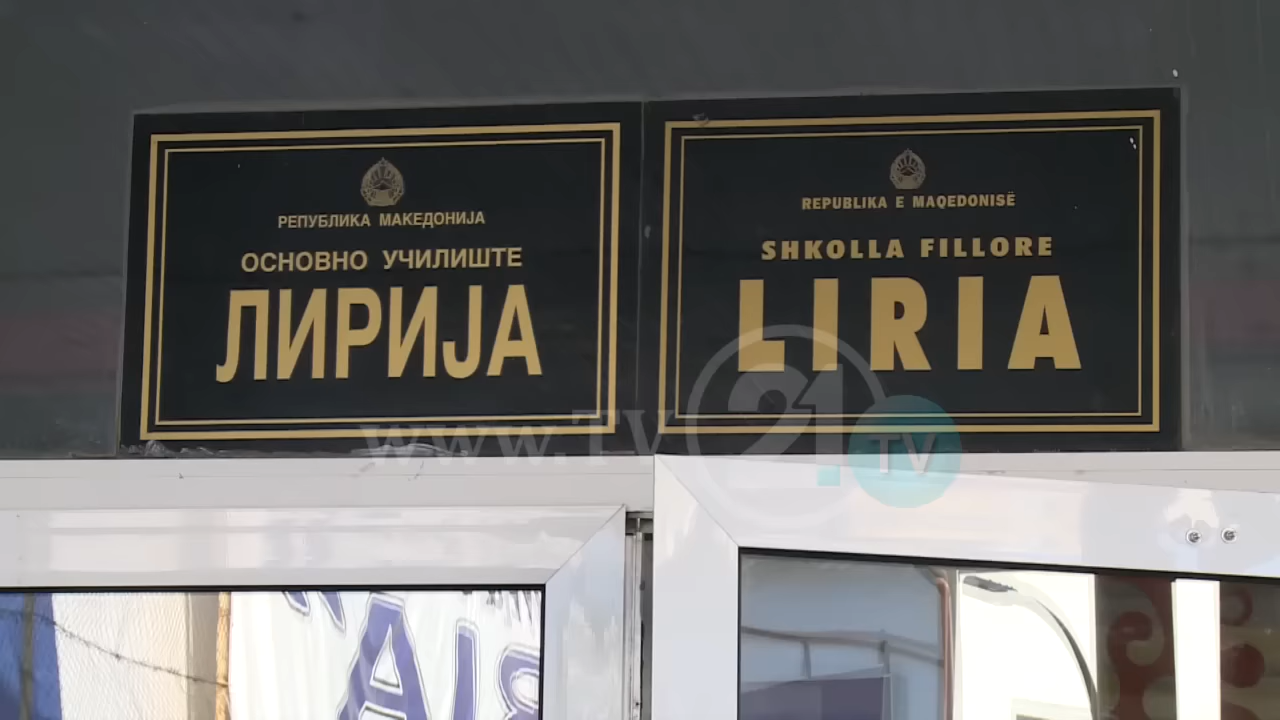 РЕПУБЛИКА МАКЕДОНИЈА
ОСНОВНО УЧИЛИШТЕ
ЛИРИЈА
REPUBLIKA E MAQEDONISË
SHKOLLA FILLORE
LIRIA
www.TV21.TV